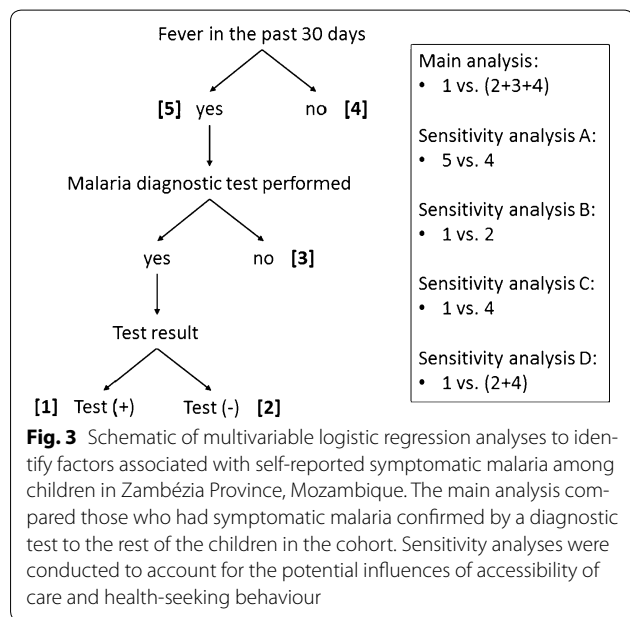 Fever in the past 30 days
[5] yes no [4]
Malaria diagnostic test performed
yes no [3]
Test result
[1] Test (+) Test (-) [2]
Main analysis:
• 1 vs. (2+3+4)
Sensitivity analysis A:
• 5 vs. 4
Sensitivity analysis B:
• 1 vs. 2
Sensitivity analysis C:
• 1 vs. 4
Sensitivity analysis D:
• 1 vs. (2+4)
Fig. 3 Schematic of multivariable logistic regression analyses to iden-
tify factors associated with self-reported symptomatic malaria among
children in Zambézia Province, Mozambique. The main analysis com-
pared those who had symptomatic malaria confirmed by a diagnostic
test to the rest of the children in the cohort. Sensitivity analyses were
conducted to account for the potential influences of accessibility of
care and health-seeking behaviour